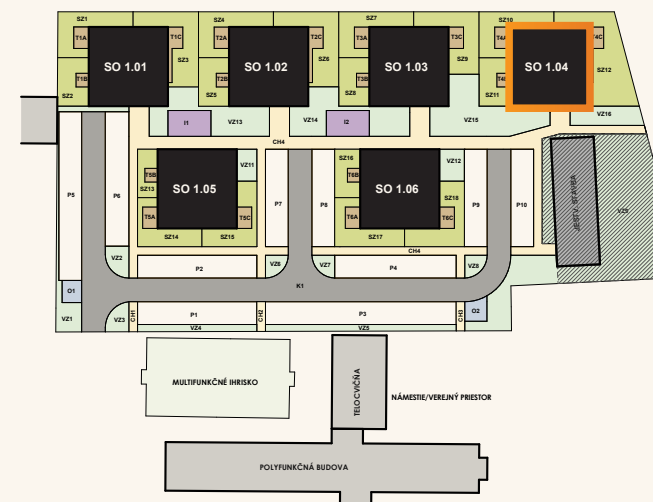 SZ1
SZ4
SZ7
SZ10
T1A
T1C
T2A
T2C
T3A
T3C
T4A
T4C
SO 1.01
SO 1.02
SO 1.03
SO 1.04
SZ3
SZ6
SZ9
SZ12
T1B
T2B
T3B
SZ2
SZ5
SZ8
SZ11
I1
VZ13
VZ14
I2
VZ15
VZ16
CH4
P5
P6
T5B
SZ13
SO 1.05
VZ11
T5A
T5C
SZ14
SZ15
P7
P8
SZ16
T6B
SO 1.06
VZ12
SZ18
T6A
T6C
SZ17
P9
P10
JESTV. STAVBA
CH4
VZ2
P2
VZ6
VZ7
P4
VZ8
O1
K1
VZ1
VZ3
CH1
P1
VZ4
CH2
P3
VZ5
CH3
O2
MULTIFUNKČNÉ IHRISKO
TELOCVIČŇA
NÁMESTIE/VEREJNÝ PRIESTOR
POLYFUNKČNÁ BUDOVA